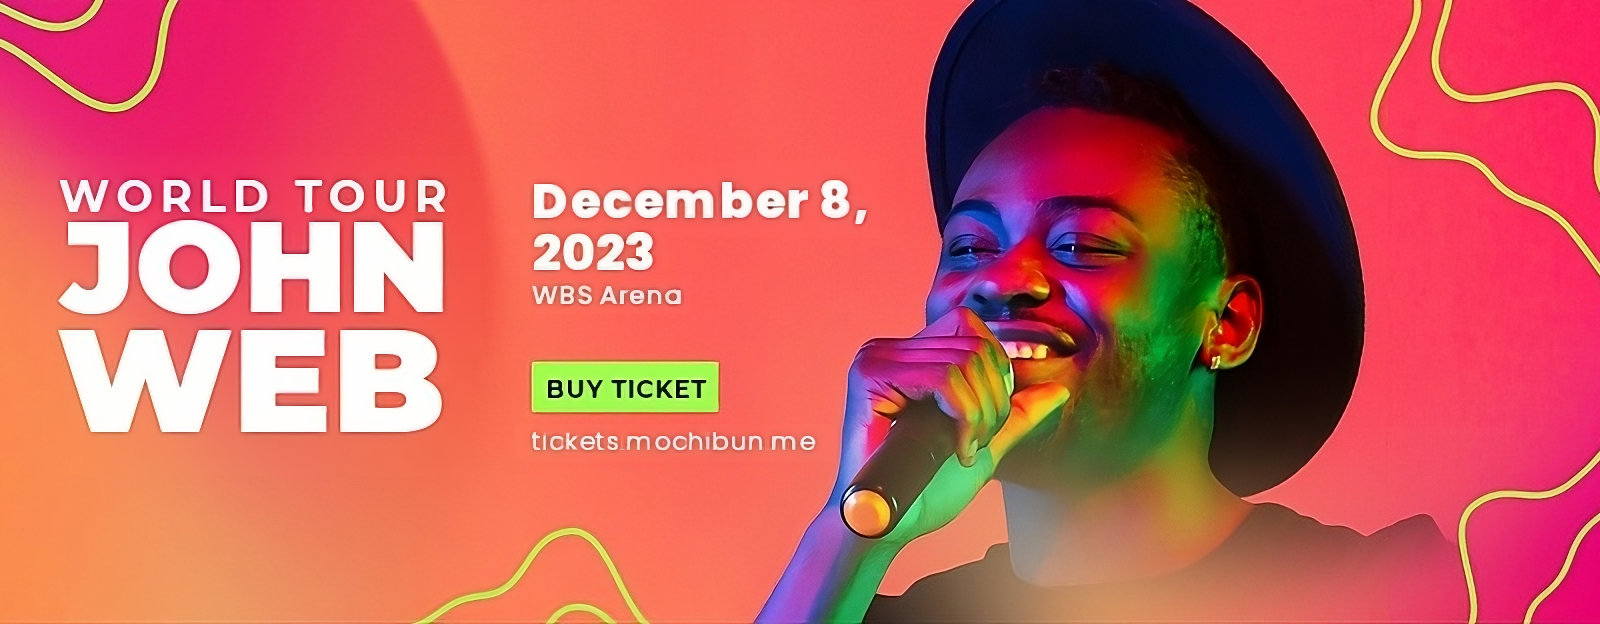 WORLD TOUR
JOHN
WEB
December 8,
2023
WBS Arena
BUY TICKET
tickets.mochibun.me